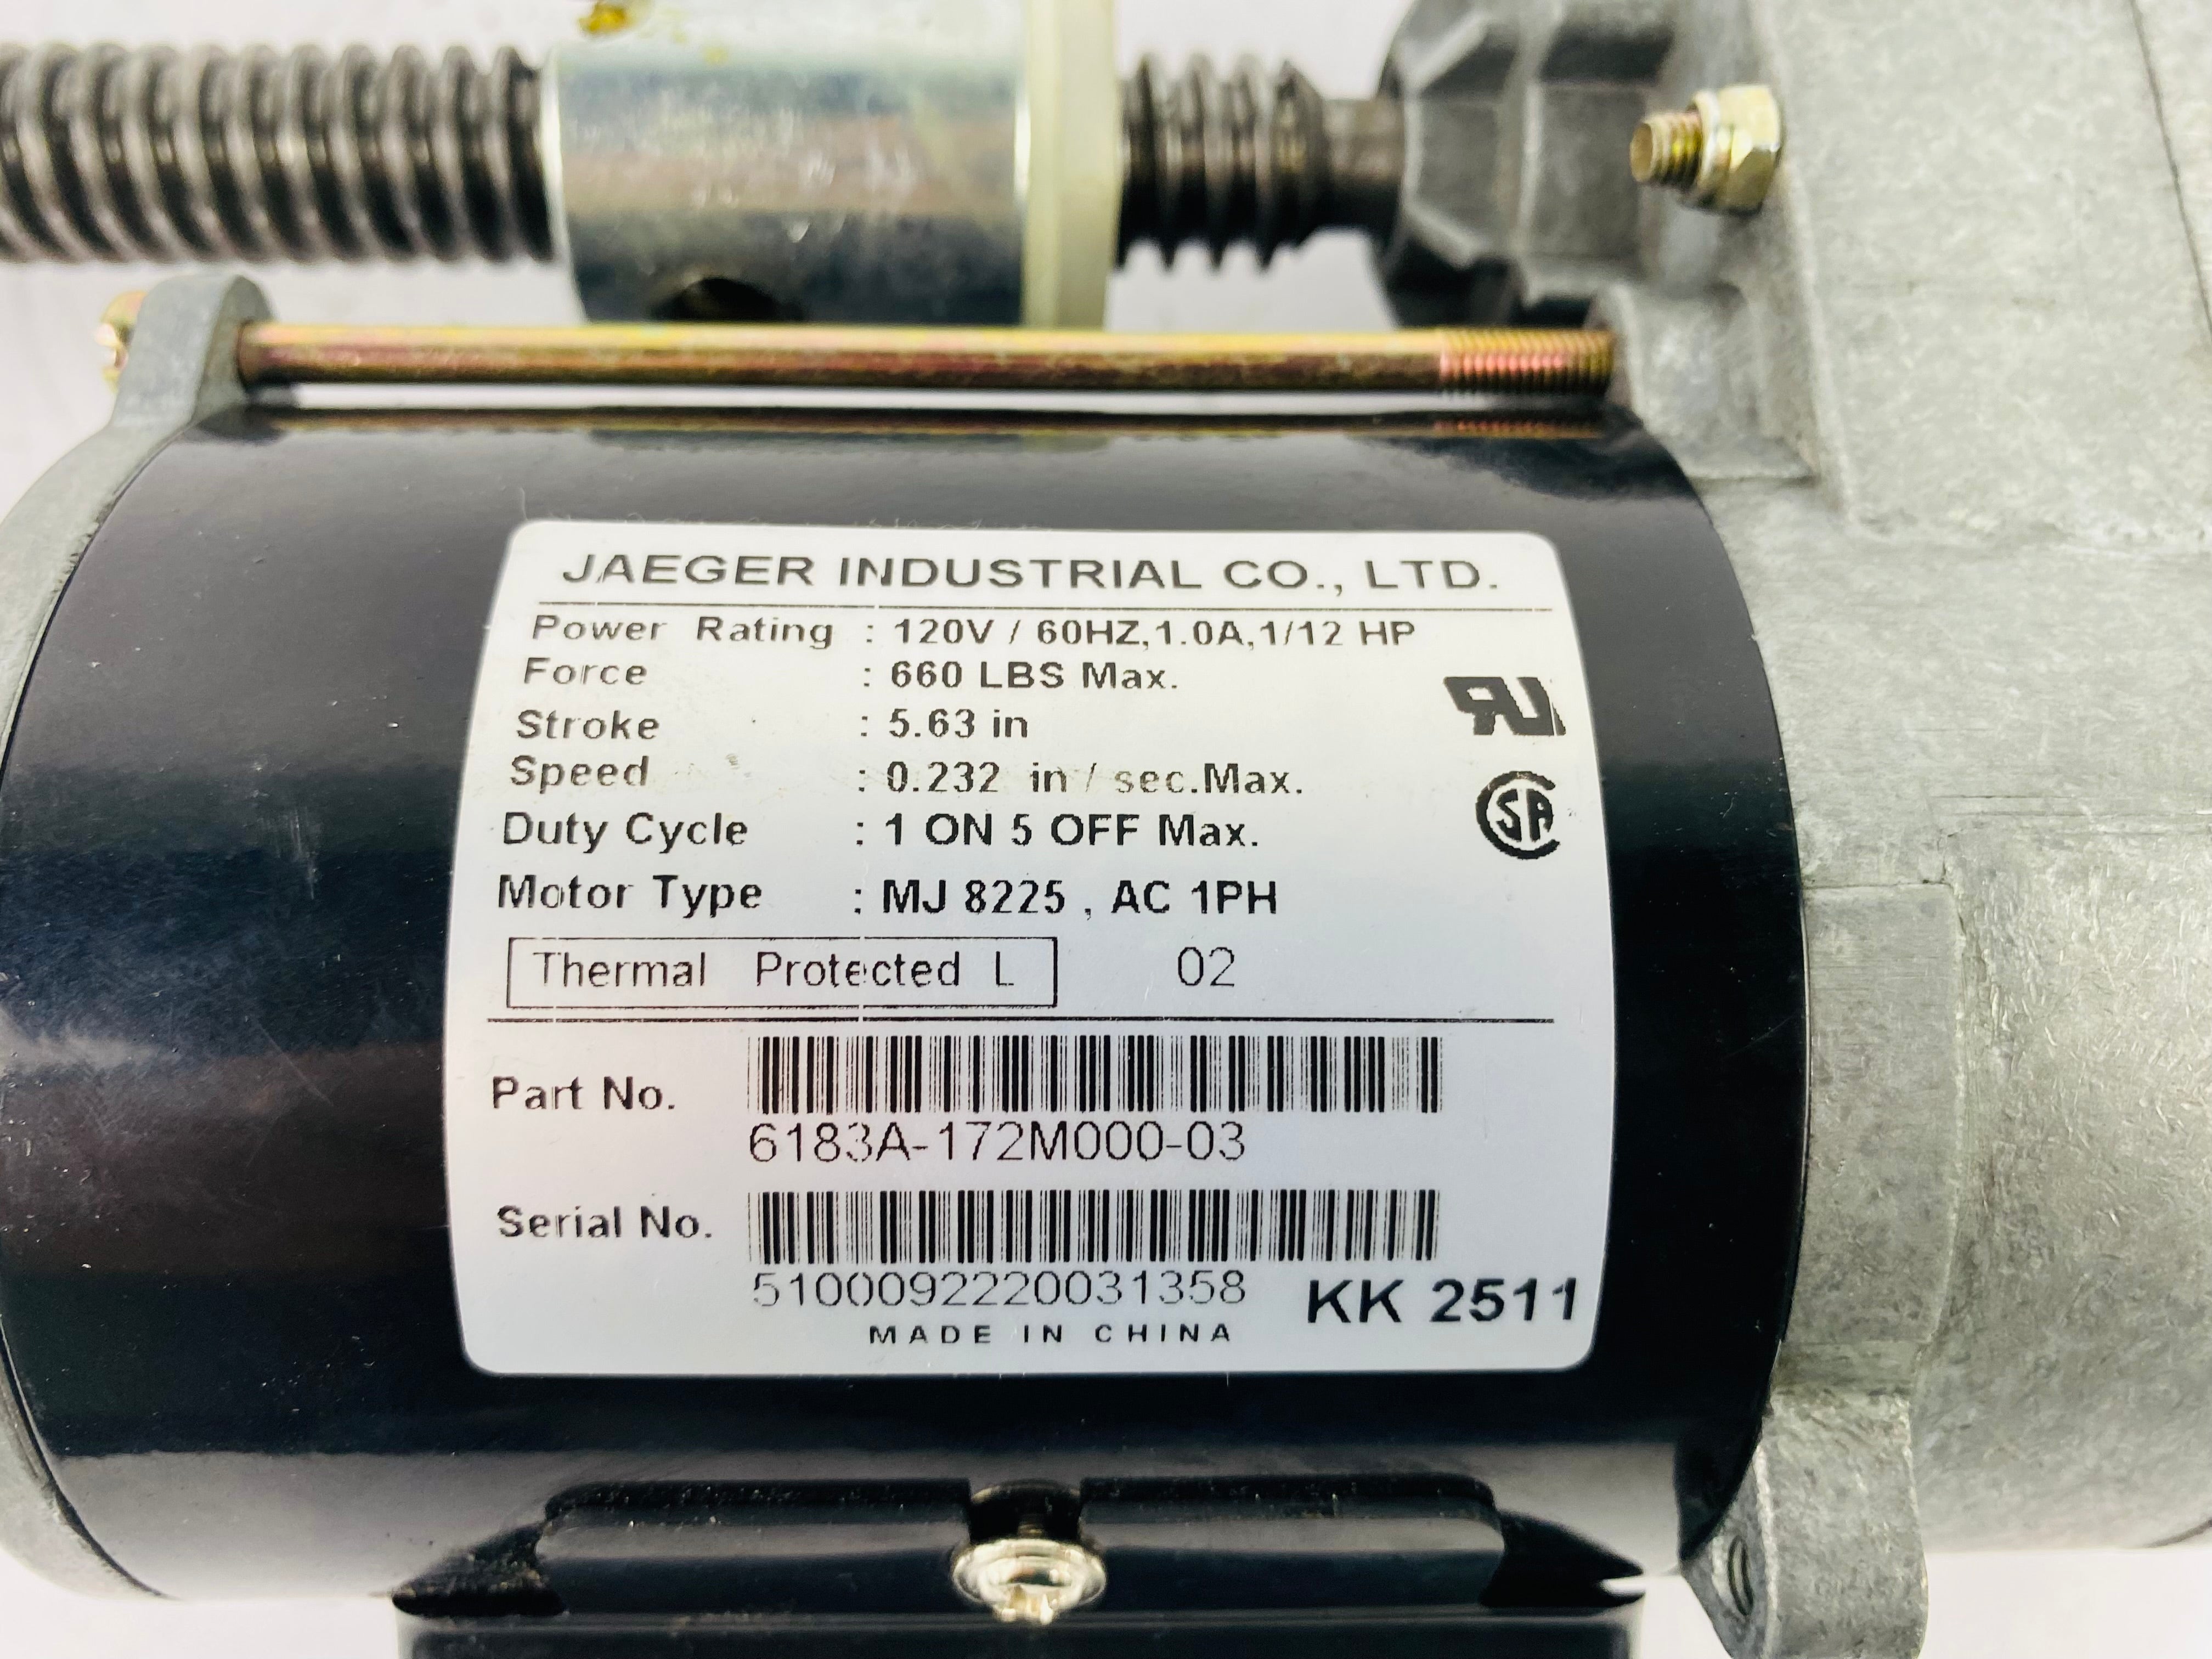 JAEGER INDUSTRIAL CO., LTD.
Power Rating : 120V / 60HZ,1.0A,1/12 HP
Force : 660 LBS Max.
Stroke : 5.63 in
Speed : 0.232 in / sec.Max.
Duty Cycle : 1 ON 5 OFF Max.
Motor Type : MJ 8225 , AC 1PH
Thermal Protected L 02
Part No.
6183A-172M000-03
Serial No.
5100092220031358 KK 2511
MADE IN CHINA